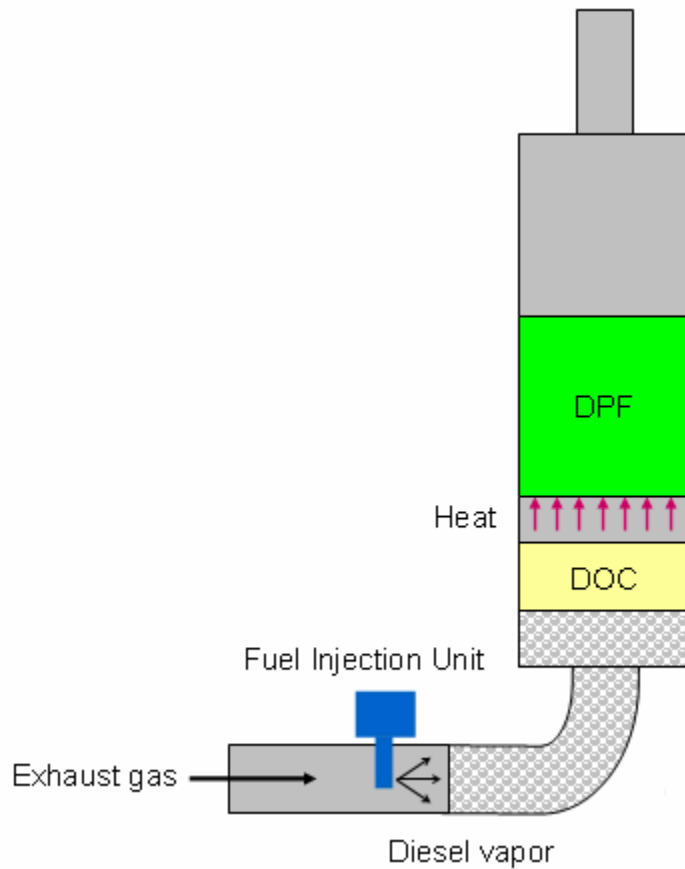 DPF
Heat
DOC
Fuel Injection Unit
Exhaust gas
Diesel vapor